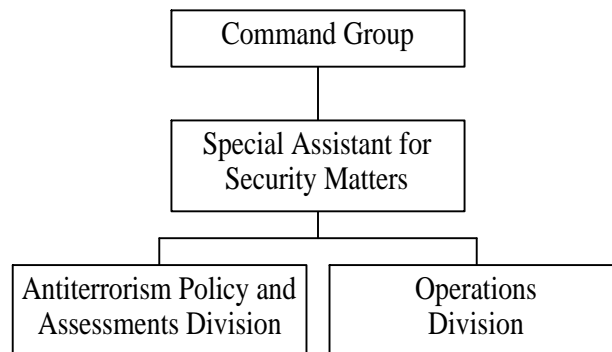 Command Group
Special Assistant for
Security Matters
Antiterrorism Policy and
Assessments Division
Operations
Division